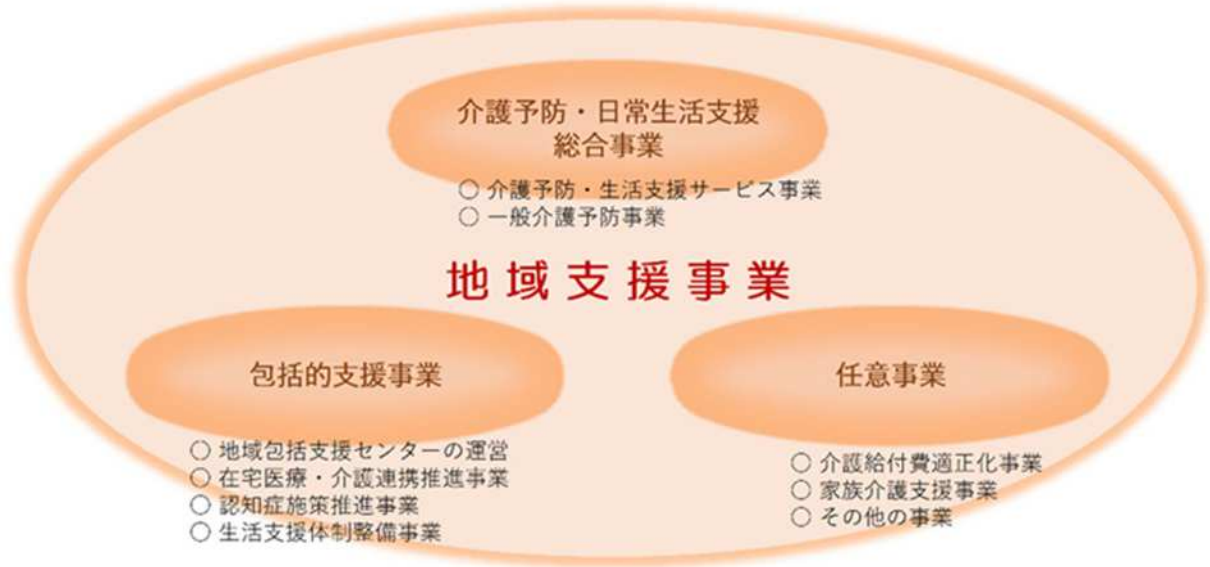 介護予防・日常生活支援
総合事業
○ 介護予防・生活支援サービス事業
○ 一般介護予防事業
地域支援事業
包括的支援事業
○ 地域包括支援センターの運営
○ 在宅医療・介護連携推進事業
○ 認知症施策推進事業
○ 生活支援体制整備事業
任意事業
○ 介護給付費適正化事業
○ 家族介護支援事業
○ その他の事業